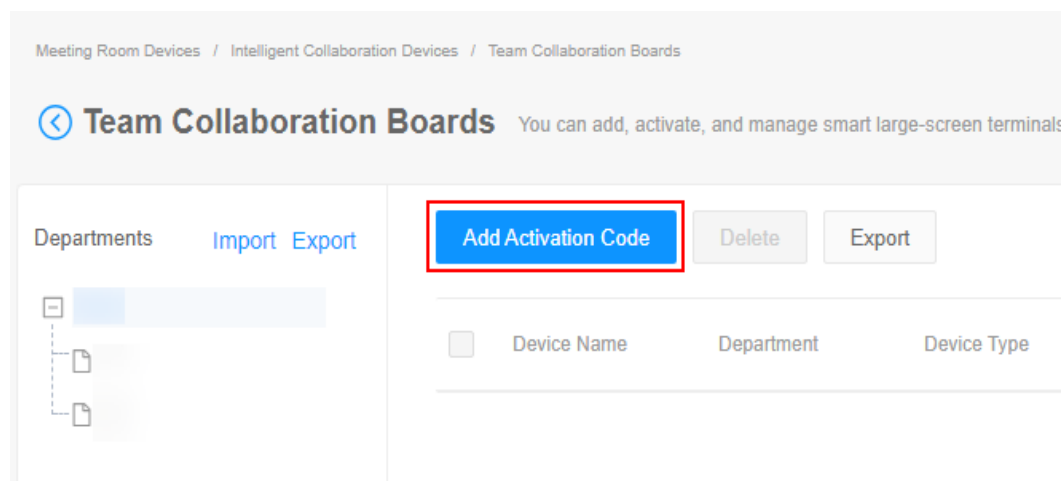 Meeting Room Devices / Intelligent Collaboration Devices / Team Collaboration Boards
Team Collaboration Boards You can add, activate, and manage smart large-screen terminals
Departments Import Export
Add Activation Code Delete Export
Device Name Department Device Type